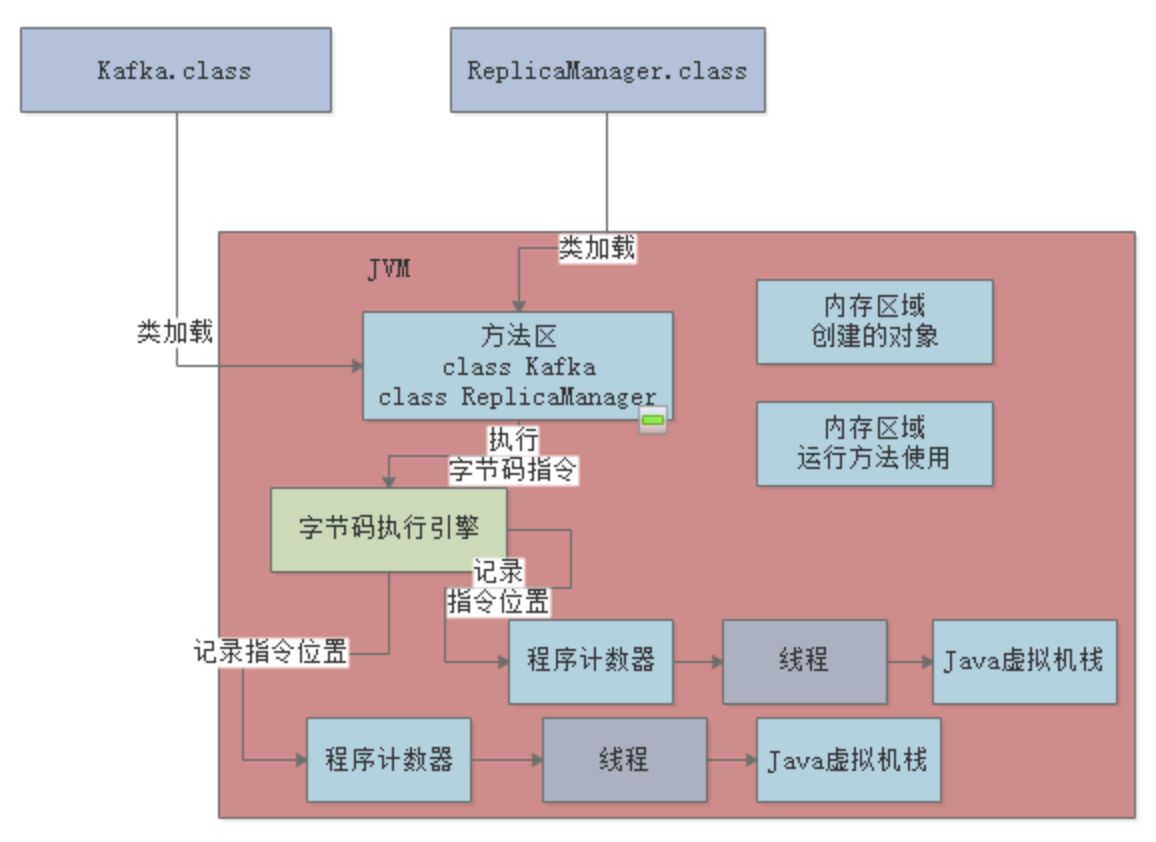 Kafka.class
ReplicaManager.class
类加载
JVM
内存区域
创建的对象
类加载
方法区
class Kafka
class ReplicaManager
内存区域
运行方法使用
执行
字节码指令
字节码执行引擎
记录
指令位置
记录指令位置
程序计数器
线程
Java虚拟机栈
程序计数器
线程
Java虚拟机栈